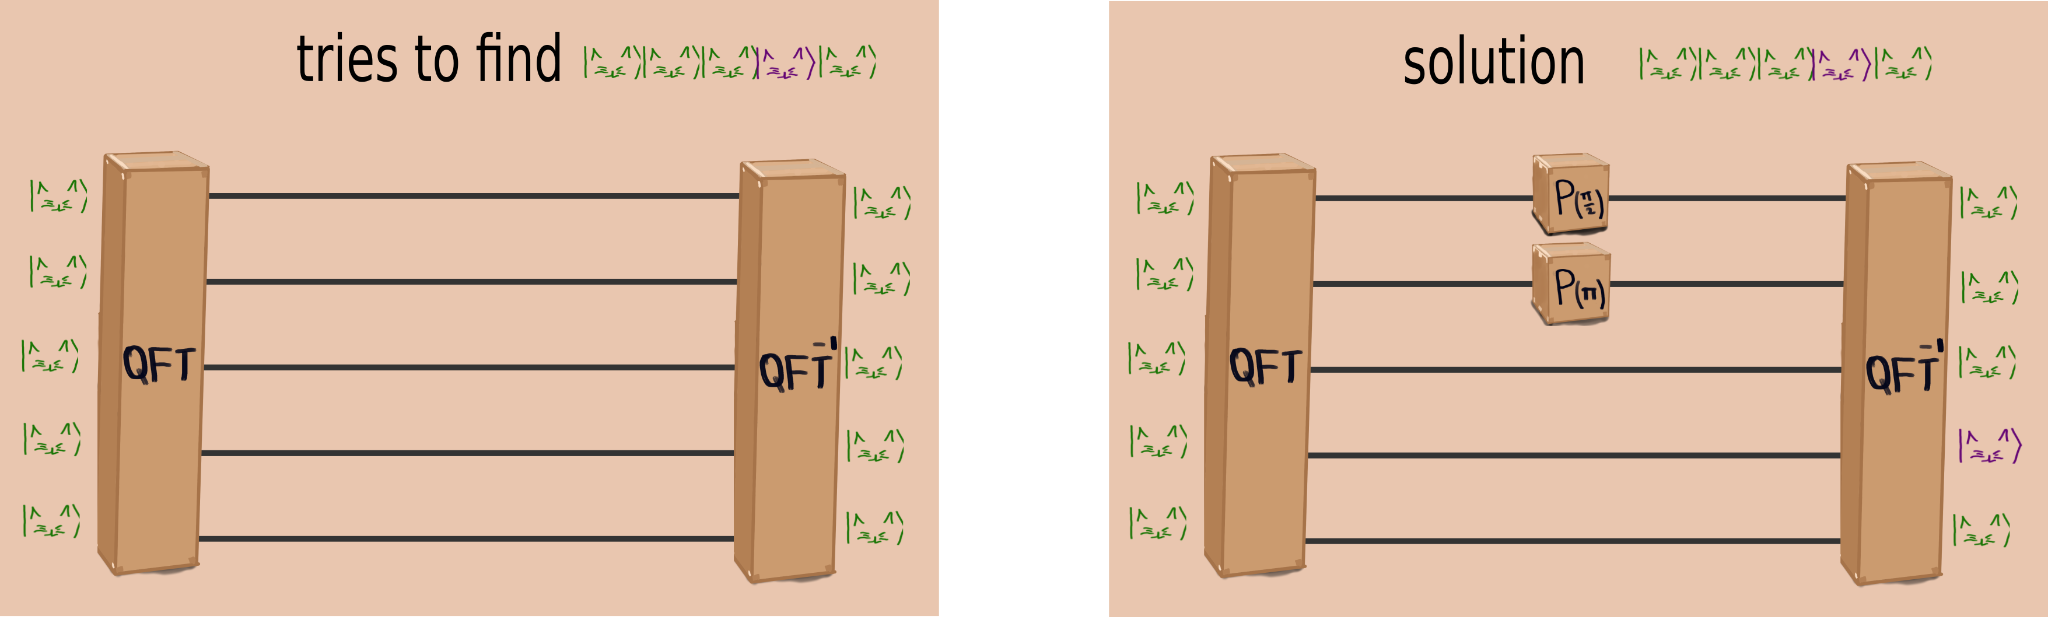 tries to find
QFT
QFT⁻¹
solution
P(π/2)
P(π)
QFT
QFT⁻¹